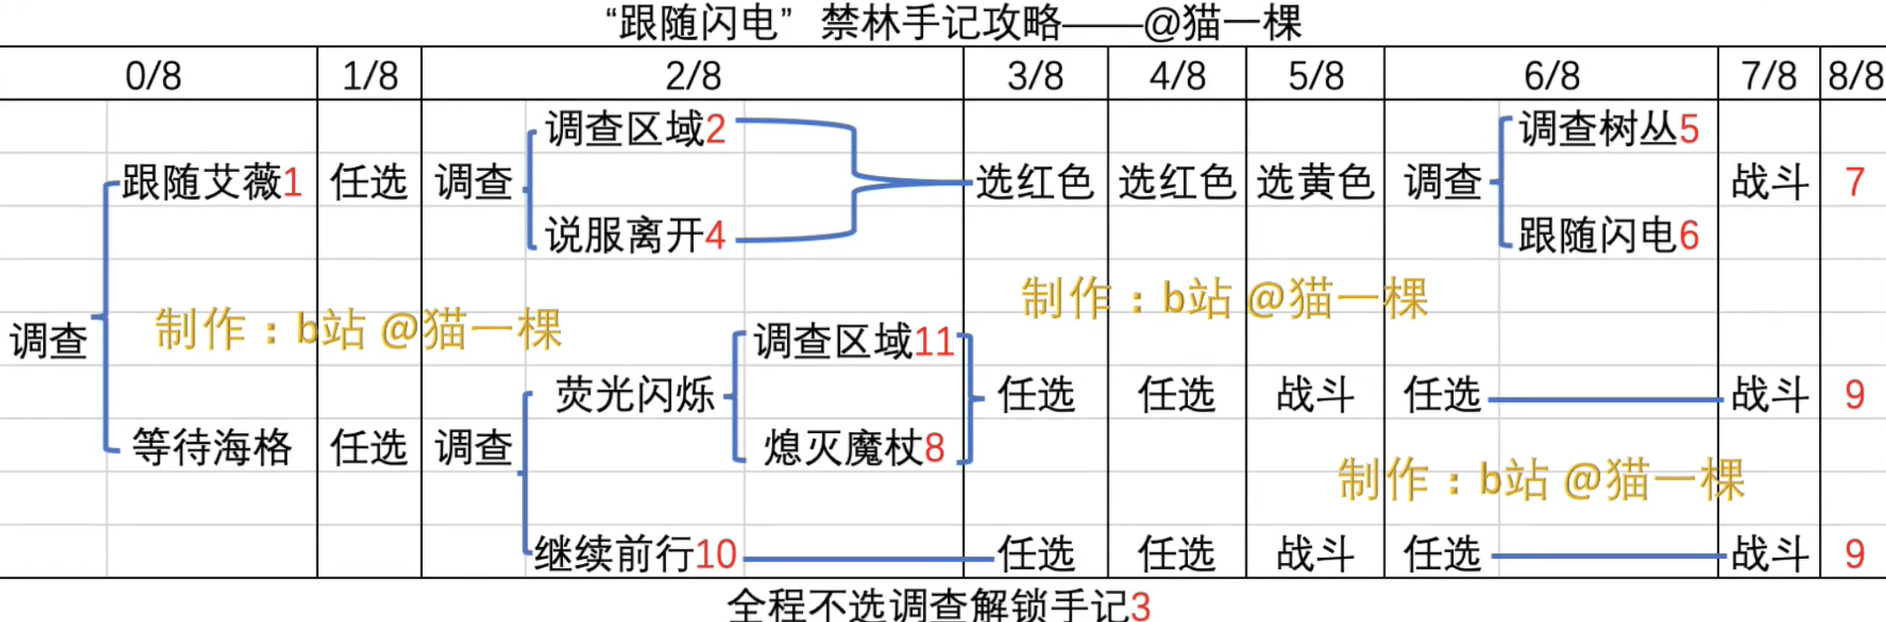 “跟随闪电” 禁林手记攻略——@猫一棵
0/8 1/8 2/8 3/8 4/8 5/8 6/8 7/8 8/8
调查区域2 调查树丛5
跟随艾薇1 任选 调查 选红色 选红色 选黄色 调查 战斗 7
说服离开4 跟随闪电6
制作：b站 @猫一棵
制作：b站 @猫一棵
调查 调查区域11
荧光闪烁 任选 任选 战斗 任选 战斗 9
等待海格 任选 调查 熄灭魔杖8
制作：b站 @猫一棵
继续前行10 任选 任选 战斗 任选 战斗 9
全程不选调查解锁手记3